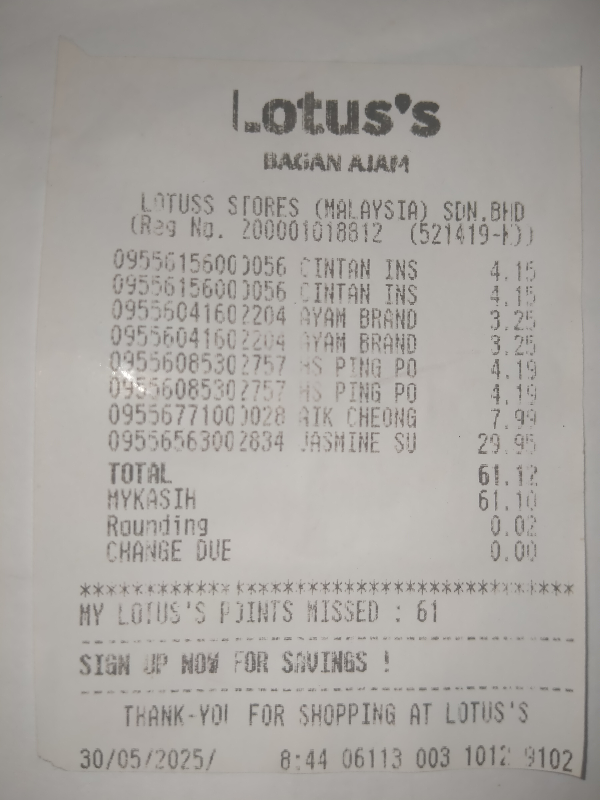 Lotus's
BAGAN AJAM
LOTUSS STORES (MALAYSIA) SDN.BHD
(Reg No. 200001018812 (521419-K))
09556156000056 CINTAN INS 4.15
09556156000056 CINTAN INS 4.15
09556041602204 AYAM BRAND 3.25
09556041602204 AYAM BRAND 3.25
09556085302757 HS PING PO 4.19
09556085302757 HS PING PO 4.19
09556771000028 AIK CHEONG 7.99
09556563002834 JASMINE SU 29.95
TOTAL 61.12
MYKASIH 61.10
Rounding 0.02
CHANGE DUE 0.00
****************************************
MY LOTUS'S POINTS MISSED : 61
----------------------------------------
SIGN UP NOW FOR SAVINGS !
----------------------------------------
THANK-YOU FOR SHOPPING AT LOTUS'S
30/05/2025/ 8:44 06113 003 1012 9102